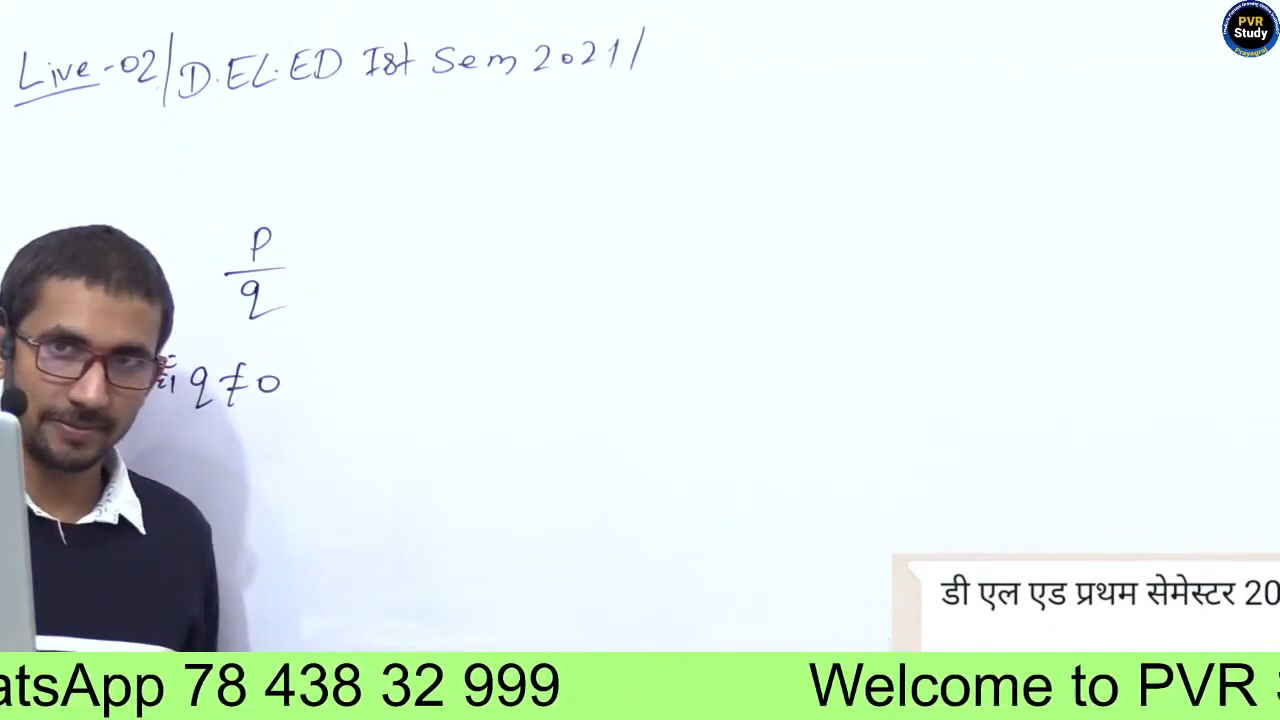 Live-02/D.EL.ED Ist Sem 2021/
PVR
Study
Prayagraj
p
q
q ≠ 0
डी एल एड प्रथम सेमेस्टर 20
atsApp 78 438 32 999
Welcome to PVR